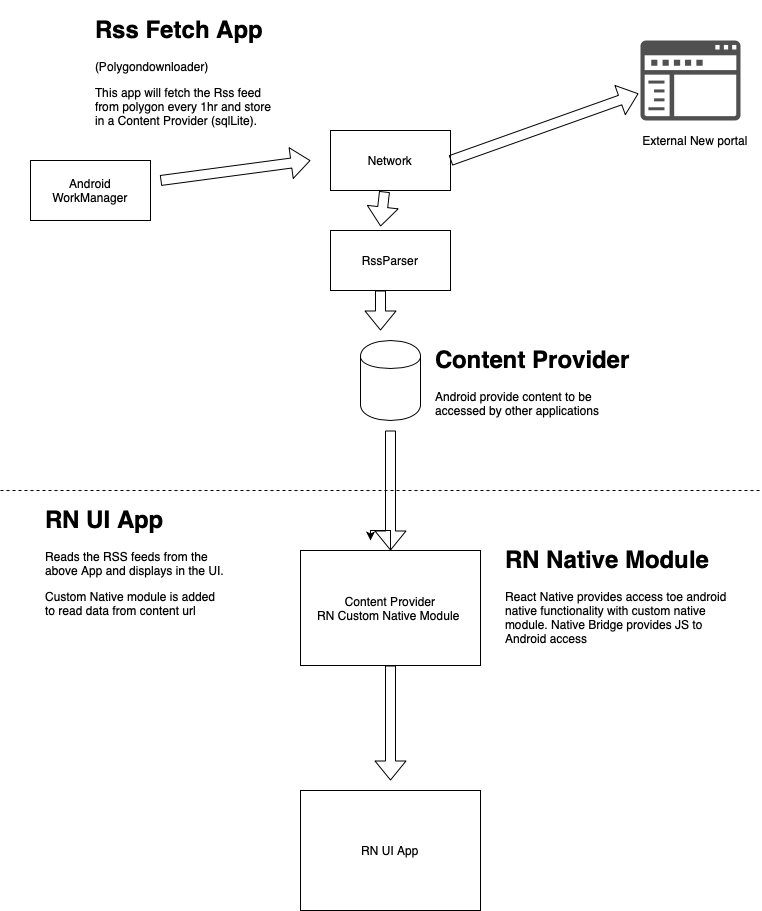 Rss Fetch App
(Polygondownloader)
This app will fetch the Rss feed
from polygon every 1hr and store
in a Content Provider (sqlLite).
External New portal
Network
Android
WorkManager
RssParser
Content Provider
Android provide content to be
accessed by other applications
RN UI App
Reads the RSS feeds from the
above App and displays in the UI.
Custom Native module is added
to read data from content url
RN Native Module
React Native provides access toe android
native functionality with custom native
module. Native Bridge provides JS to
Android access
Content Provider
RN Custom Native Module
RN UI App